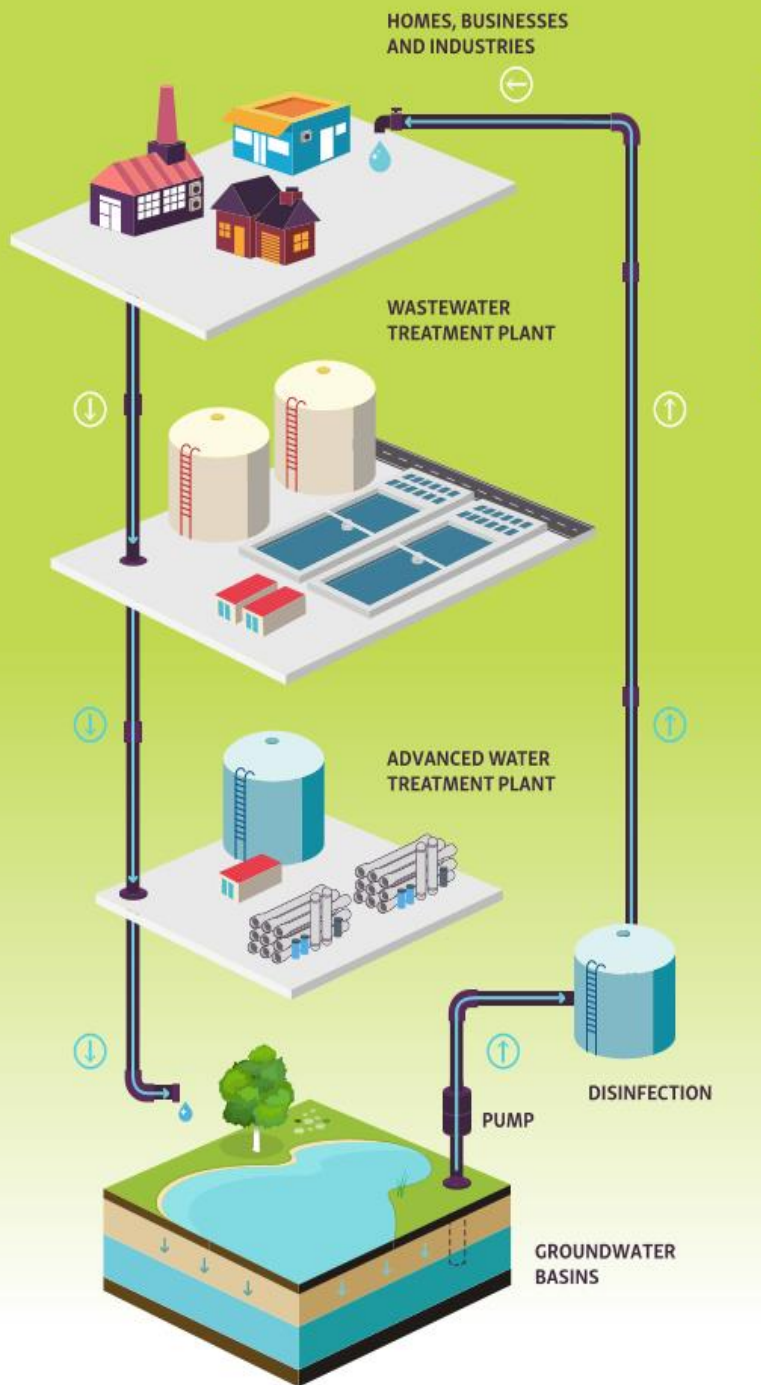 HOMES, BUSINESSES
AND INDUSTRIES
WASTEWATER
TREATMENT PLANT
ADVANCED WATER
TREATMENT PLANT
DISINFECTION
PUMP
GROUNDWATER
BASINS